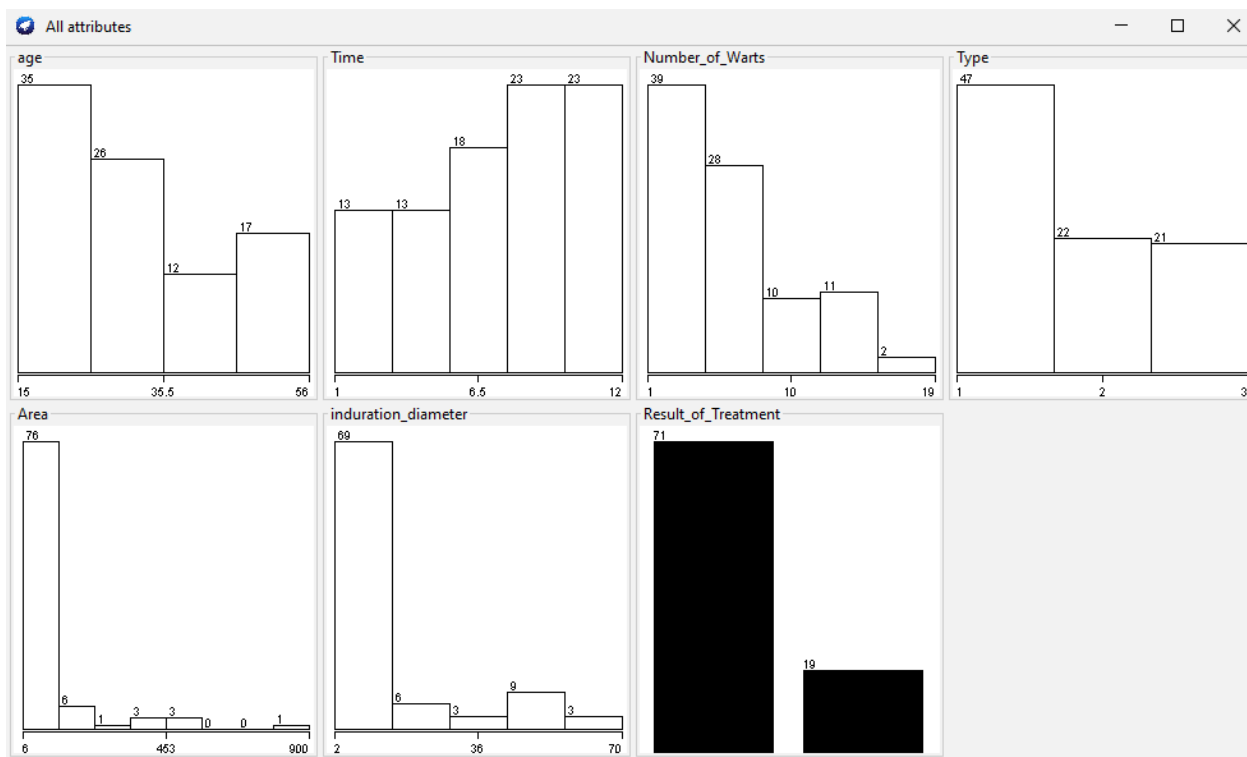 All attributes
age
35
26
12
17
15 35.5 56
Time
13
13
18
23
23
1 6.5 12
Number_of_Warts
39
28
10
11
2
1 10 19
Type
47
22
21
1 2 3
Area
76
6
1
3
3
0
0
1
6 453 900
induration_diameter
69
6
3
9
3
2 36 70
Result_of_Treatment
71
19